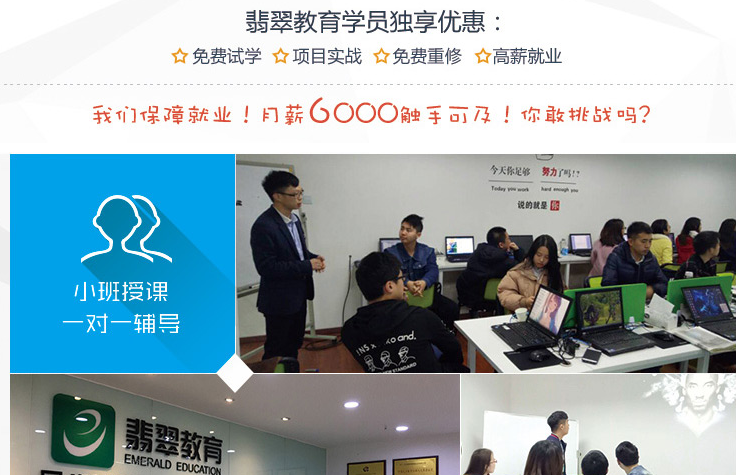 翡翠教育学员独享优惠：
免费试学 项目实战 免费重修 高薪就业
我们保障就业！月薪6000触手可及！你敢挑战吗？
小班授课
一对一辅导
今天你足够 努力了吗！？
Today you work hard enough you
说的就是 你
翡翠教育
EMERALD EDUCATION